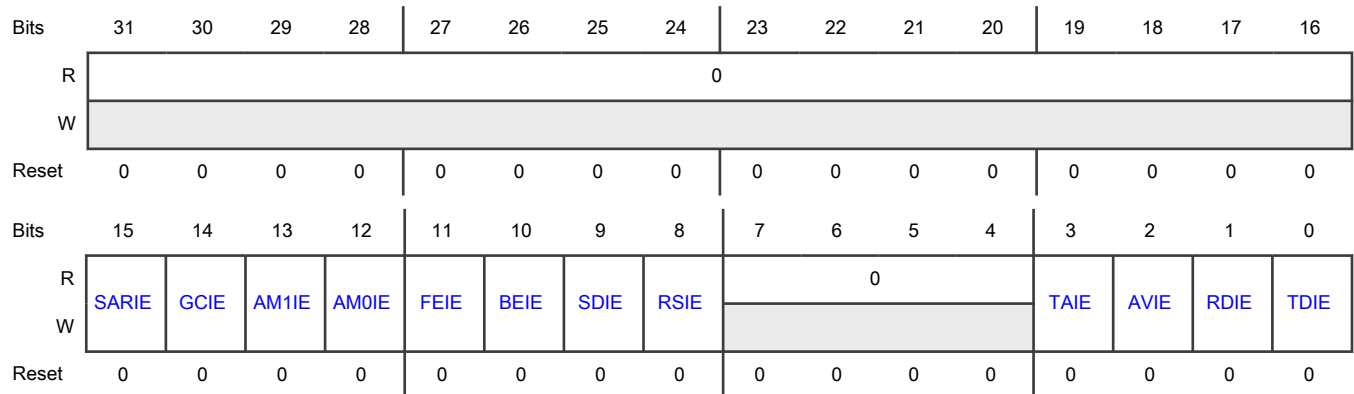 Bits 31 30 29 28 27 26 25 24 23 22 21 20 19 18 17 16
R 0
W
Reset 0 0 0 0 0 0 0 0 0 0 0 0 0 0 0 0
Bits 15 14 13 12 11 10 9 8 7 6 5 4 3 2 1 0
R 0
SARIE GCIE AM1IE AM0IE FEIE BEIE SDIE RSIE TAIE AVIE RDIE TDIE
W
Reset 0 0 0 0 0 0 0 0 0 0 0 0 0 0 0 0